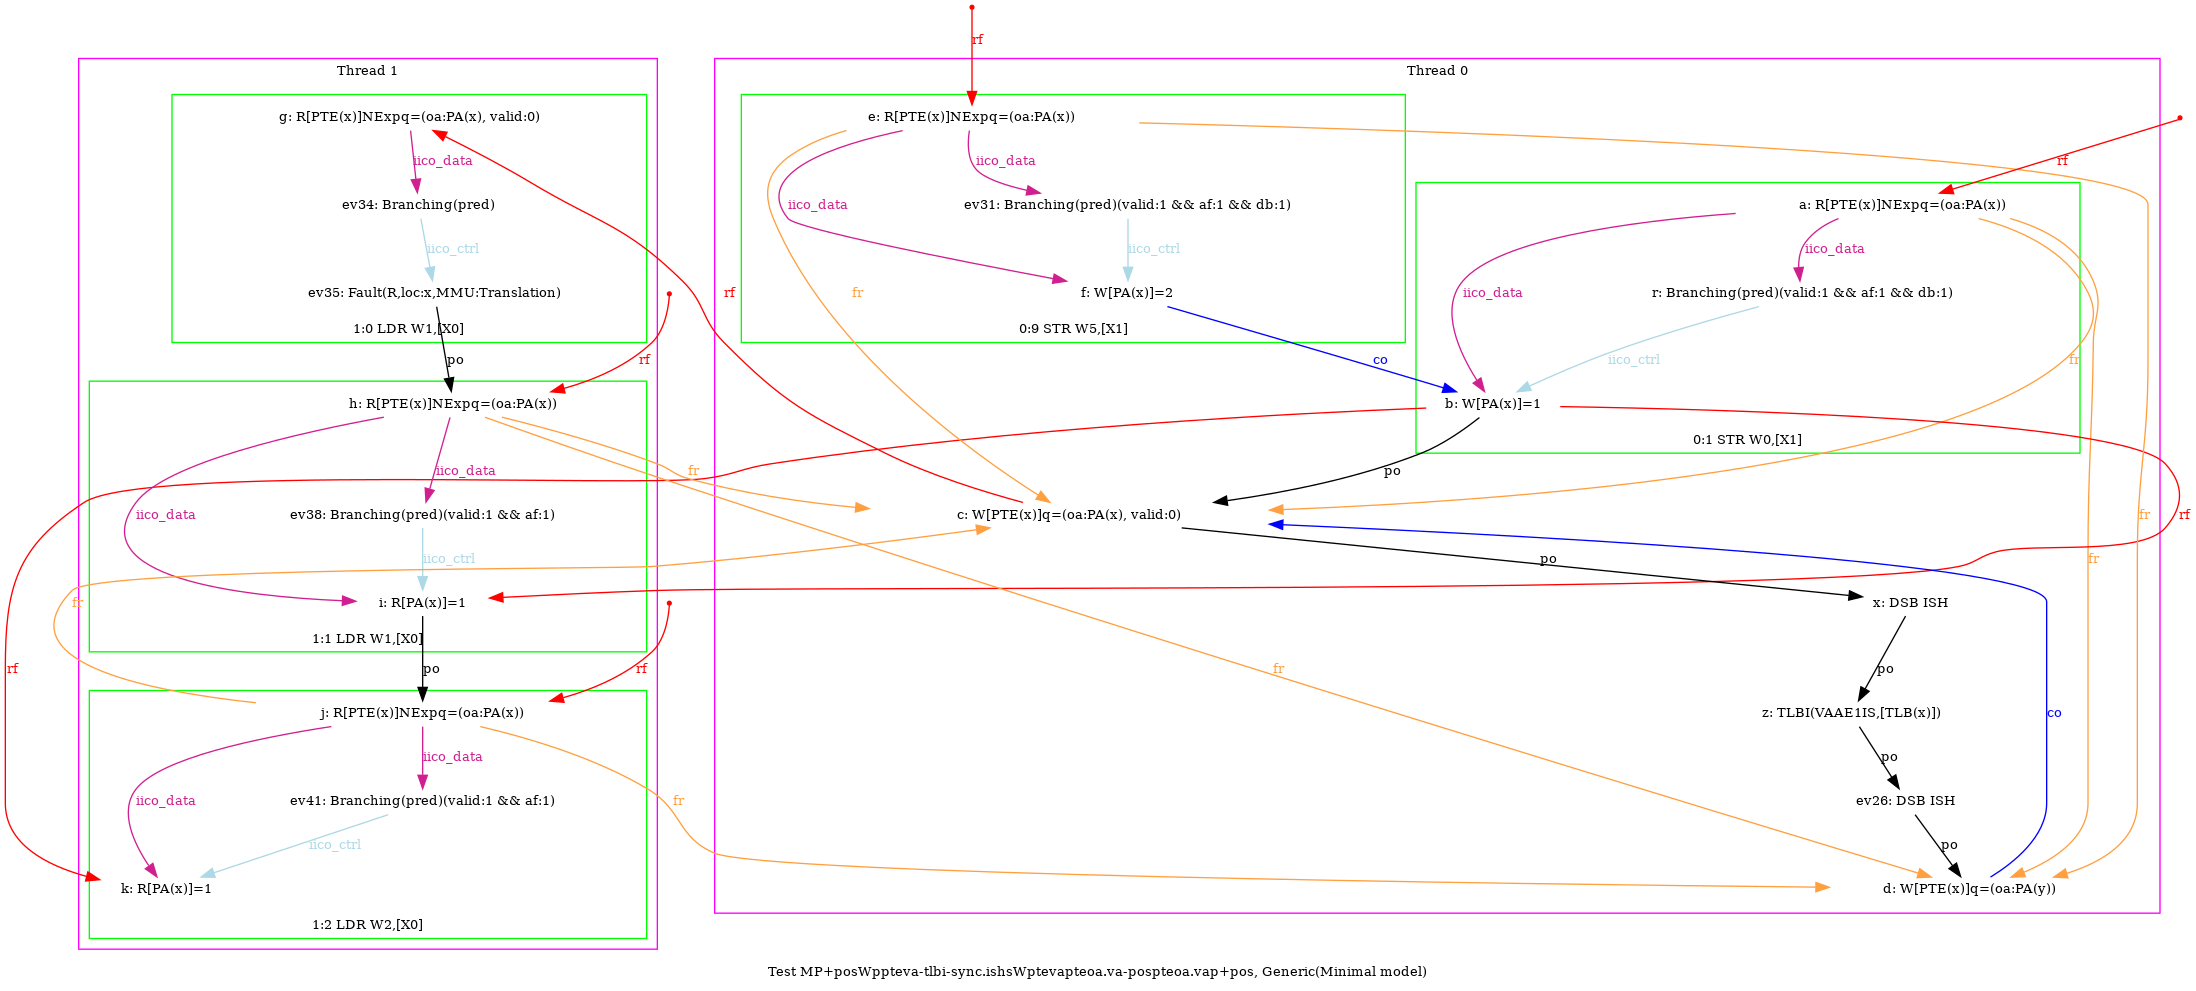 rf
Thread 1
Thread 0
g: R[PTE(x)]NExpq=(oa:PA(x), valid:0)
e: R[PTE(x)]NExpq=(oa:PA(x))
iico_data
iico_data
rf
iico_data
ev34: Branching(pred)
ev31: Branching(pred)(valid:1 && af:1 && db:1)
a: R[PTE(x)]NExpq=(oa:PA(x))
iico_ctrl
iico_ctrl
iico_data
ev35: Fault(R,loc:x,MMU:Translation)
rf
fr
f: W[PA(x)]=2
iico_data
r: Branching(pred)(valid:1 && af:1 && db:1)
1:0 LDR W1,[X0]
0:9 STR W5,[X1]
po
rf
co
iico_ctrl
fr
h: R[PTE(x)]NExpq=(oa:PA(x))
b: W[PA(x)]=1
0:1 STR W0,[X1]
iico_data
fr
po
iico_data
ev38: Branching(pred)(valid:1 && af:1)
c: W[PTE(x)]q=(oa:PA(x), valid:0)
fr
rf
iico_ctrl
po
fr
fr
i: R[PA(x)]=1
x: DSB ISH
1:1 LDR W1,[X0]
rf
po
rf
fr
po
j: R[PTE(x)]NExpq=(oa:PA(x))
z: TLBI(VAAE1IS,[TLB(x)])
co
iico_data
po
iico_data
ev41: Branching(pred)(valid:1 && af:1)
fr
ev26: DSB ISH
iico_ctrl
po
k: R[PA(x)]=1
d: W[PTE(x)]q=(oa:PA(y))
1:2 LDR W2,[X0]
Test MP+posWppteva-tlbi-sync.ishsWptevapteoa.va-pospteoa.vap+pos, Generic(Minimal model)